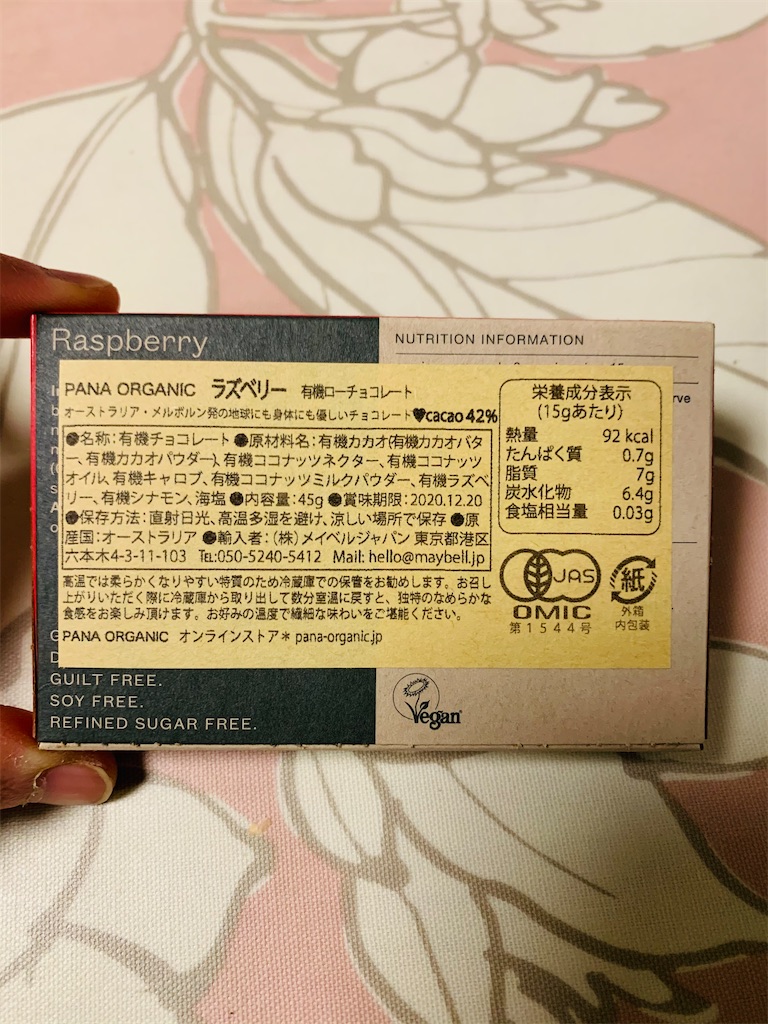 Raspberry
NUTRITION INFORMATION
PANA ORGANIC ラズベリー 有機ローチョコレート
オーストラリア・メルボルン発の地球にも身体にも優しいチョコレート♥cacao 42%
●名称:有機チョコレート ●原材料名:有機カカオ(有機カカオバタ
ー、有機カカオパウダー)、有機ココナッツネクター、有機ココナッツ
オイル、有機キャロブ、有機ココナッツミルクパウダー、有機ラズベ
リー、有機シナモン、海塩 ●内容量:45g ●賞味期限:2020.12.20
●保存方法:直射日光、高温多湿を避け、涼しい場所で保存 ●原
産国:オーストラリア ●輸入者:(株)メイベルジャパン 東京都港区
六本木4-3-11-103 TEL:050-5240-5412 Mail: hello@maybell.jp
高温では柔らかくなりやすい特質のため冷蔵庫での保管をお勧めします。お召し
上がりいただく際に冷蔵庫から取り出して数分室温に戻すと、独特のなめらかな
食感をお楽しみ頂けます。お好みの温度で繊細な味わいをご堪能ください。
PANA ORGANIC オンラインストア* pana-organic.jp
栄養成分表示
(15gあたり)
熱量 92 kcal
たんぱく質 0.7g
脂質 7g
炭水化物 6.4g
食塩相当量 0.03g
JAS
OMIC
第1544号
紙
外箱
内包装
GUILT FREE.
SOY FREE.
REFINED SUGAR FREE.
Vegan